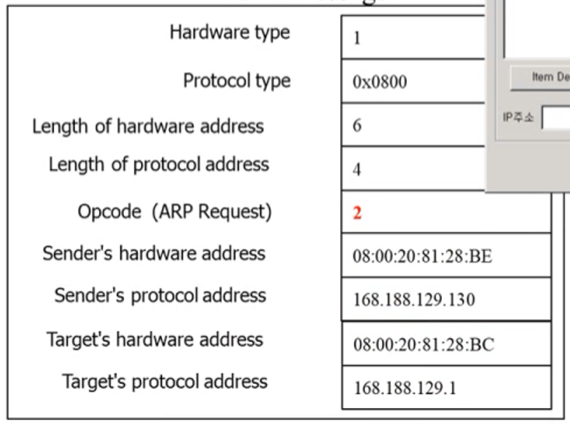 Hardware type 1
Protocol type 0x0800
Length of hardware address 6
Length of protocol address 4
Opcode (ARP Request) 2
Sender's hardware address 08:00:20:81:28:BE
Sender's protocol address 168.188.129.130
Target's hardware address 08:00:20:81:28:BC
Target's protocol address 168.188.129.1
Item De
IP주소